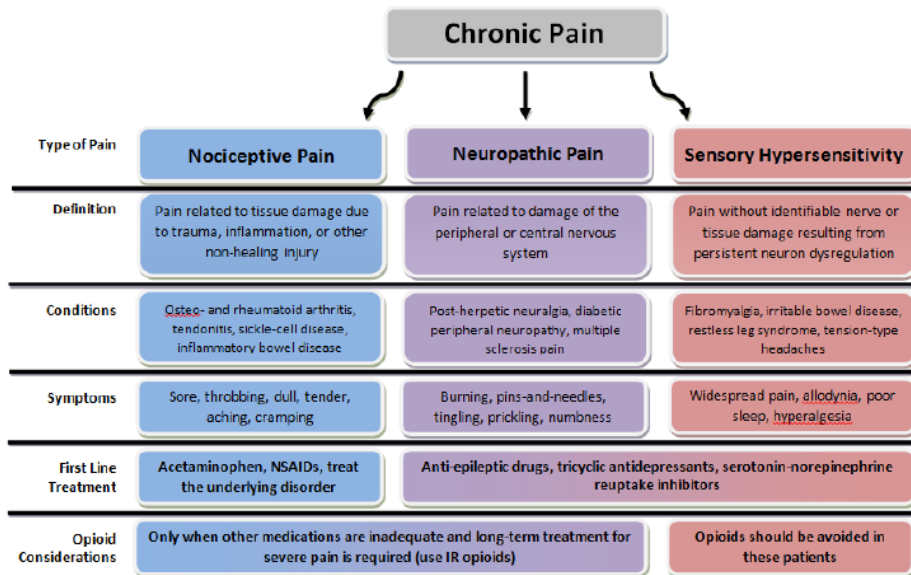 Chronic Pain
Type of Pain
Nociceptive Pain
Neuropathic Pain
Sensory Hypersensitivity
Definition
Pain related to tissue damage due
to trauma, inflammation, or other
non-healing injury
Pain related to damage of the
peripheral or central nervous
system
Pain without identifiable nerve or
tissue damage resulting from
persistent neuron dysregulation
Conditions
Osteo- and rheumatoid arthritis,
tendonitis, sickle-cell disease,
inflammatory bowel disease
Post-herpetic neuralgia, diabetic
peripheral neuropathy, multiple
sclerosis pain
Fibromyalgia, irritable bowel disease,
restless leg syndrome, tension-type
headaches
Symptoms
Sore, throbbing, dull, tender,
aching, cramping
Burning, pins-and-needles,
tingling, prickling, numbness
Widespread pain, allodynia, poor
sleep, hyperalgesia
First Line
Treatment
Acetaminophen, NSAIDs, treat
the underlying disorder
Anti-epileptic drugs, tricyclic antidepressants, serotonin-norepinephrine
reuptake inhibitors
Opioid
Considerations
Only when other medications are inadequate and long-term treatment for
severe pain is required (use IR opioids)
Opioids should be avoided in
these patients